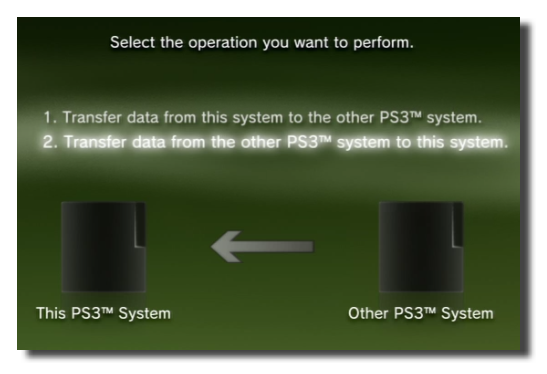 Select the operation you want to perform.
1. Transfer data from this system to the other PS3™ system.
2. Transfer data from the other PS3™ system to this system.
This PS3™ System
Other PS3™ System